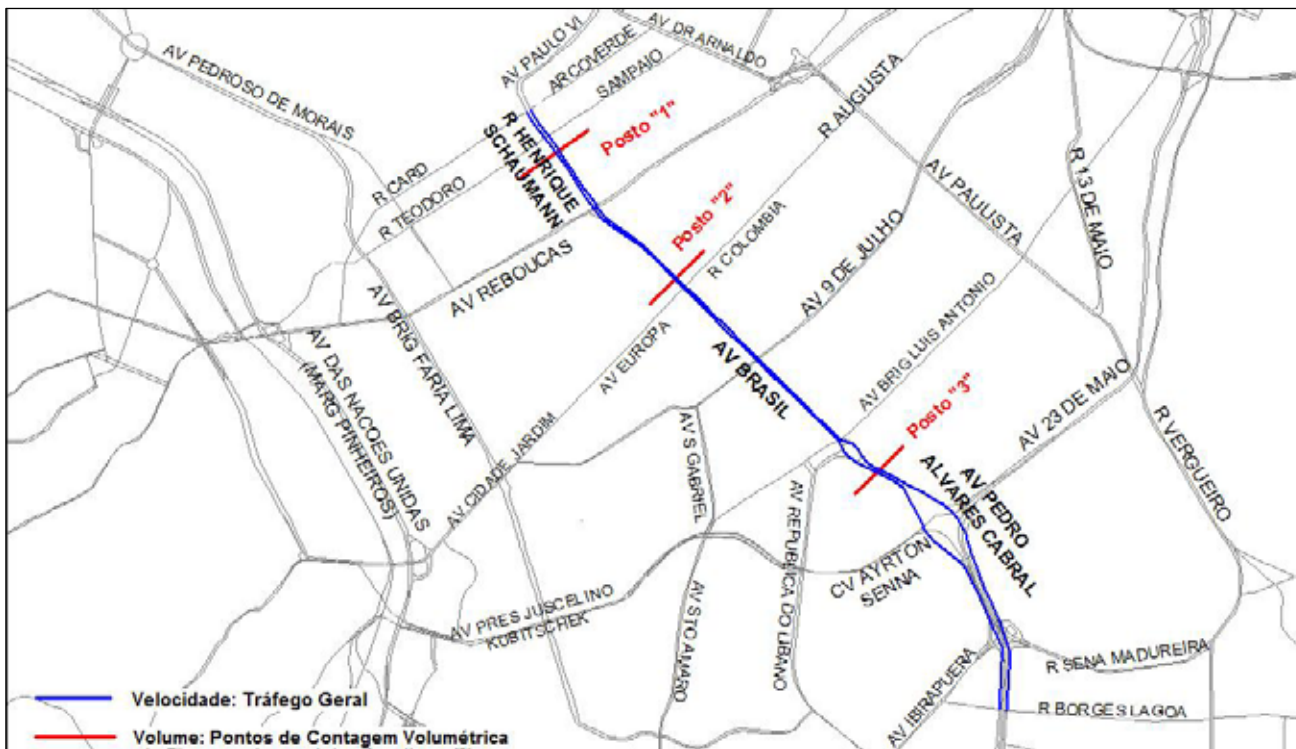 AV PAULO VI
ARCOVERDE
AV DR ARNALDO
SAMPAIO
AV PEDROSO DE MORAIS
R HENRIQUE
SCHAUMANN
Posto "1"
R AUGUSTA
R CARD
R TEODORO
AV PAULISTA
R 13 DE MAIO
Posto "2"
R COLOMBIA
AV REBOUCAS
AV 9 DE JULHO
AV BRIG FARIA LIMA
AV DAS NACOES UNIDAS
(MARG PINHEIROS)
AV EUROPA
AV BRASIL
AV BRIG LUIS ANTONIO
Posto "3"
AV 23 DE MAIO
R VERGUEIRO
AV CIDADE JARDIM
AV S GABRIEL
AV PEDRO
ALVARES CABRAL
AV REPUBLICA DO LIBANO
CV AYRTON
SENNA
AV PRES JUSCELINO
KUBITSCHEK
AV STO AMARO
AV IBIRAPUERA
R SENA MADUREIRA
R BORGES LAGOA
Velocidade: Tráfego Geral
Volume: Pontos de Contagem Volumétrica